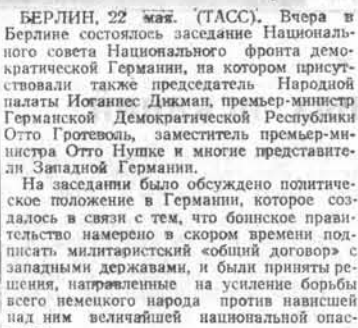 БЕРЛИН, 22 мая. (ТАСС). Вчера в
Берлине состоялось заседание Националь-
ного совета Национального фронта демо-
кратической Германии, на котором присут-
ствовали также председатель Народной
палаты Иоганнес Дикман, премьер-министр
Германской Демократической Республики
Отто Гротеволь, заместитель премьер-ми-
нистра Отто Нушке и многие представите-
ли Западной Германии.
На заседании было обсуждено политиче-
ское положение в Германии, которое соз-
далось в связи с тем, что боннское прави-
тельство намерено в скором времени под-
писать милитаристский «общий договор» с
западными державами, и были приняты ре-
шения, направленные на усиление борьбы
всего немецкого народа против нависшей
над ним величайшей национальной опас-